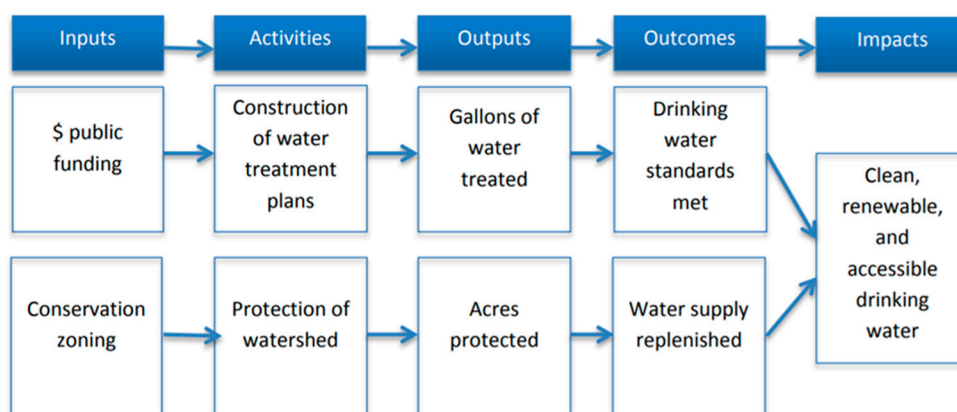 Inputs
Activities
Outputs
Outcomes
Impacts
$ public
funding
Construction
of water
treatment
plans
Gallons of
water
treated
Drinking
water
standards
met
Clean,
renewable,
and
accessible
drinking
water
Conservation
zoning
Protection of
watershed
Acres
protected
Water supply
replenished